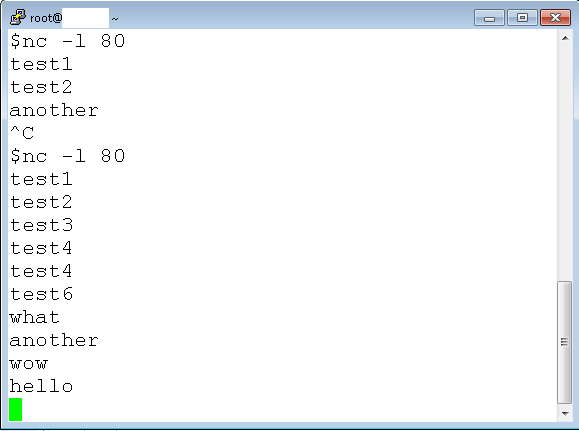 root@ ~
$nc -l 80
test1
test2
another
^C
$nc -l 80
test1
test2
test3
test4
test4
test6
what
another
wow
hello